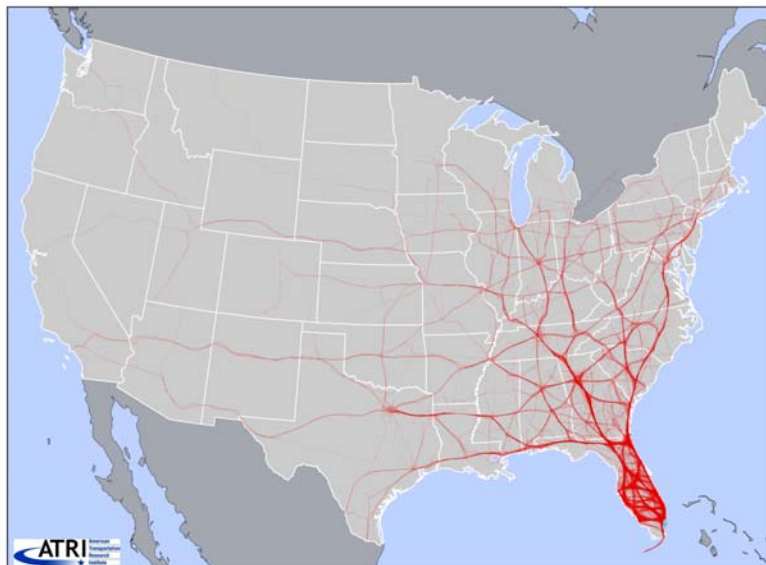 ATRI
American
Transportation
Research
Institute